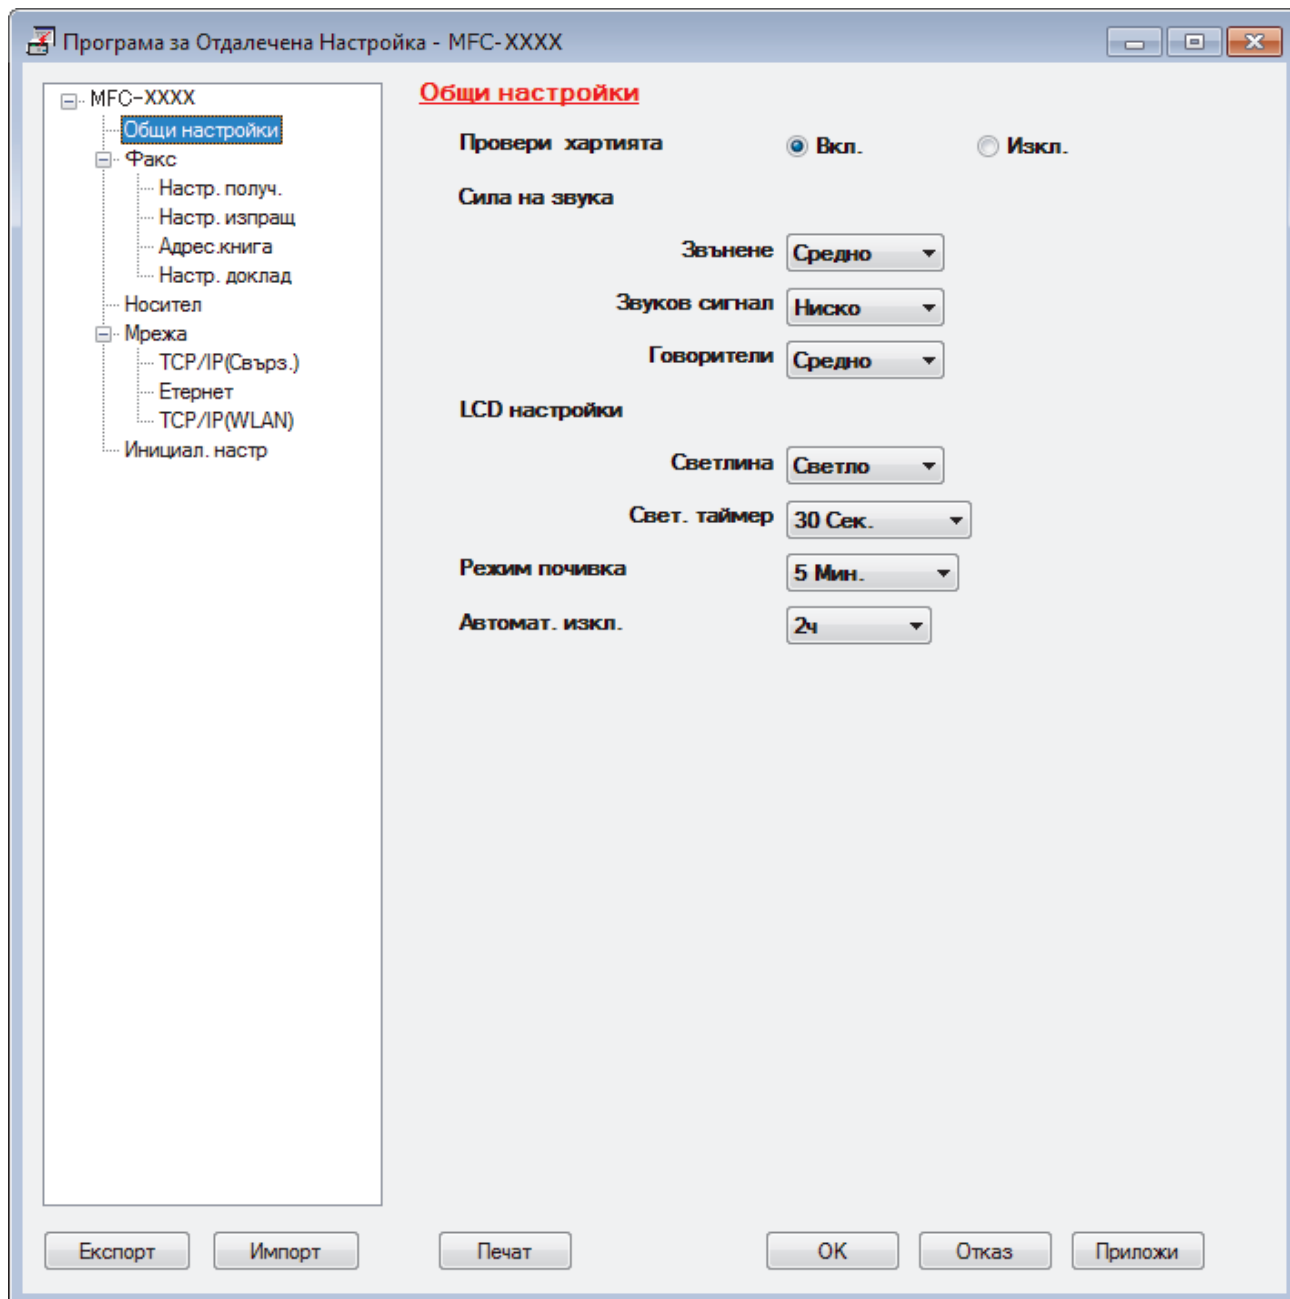 Програма за Отдалечена Настройка - MFC-XXXX
MFC-XXXX
Общи настройки
Факс
Настр. получ.
Настр. изпращ
Адрес.книга
Настр. доклад
Носител
Мрежа
TCP/IP(Свърз.)
Етернет
TCP/IP(WLAN)
Инициал. настр
Общи настройки
Провери хартията Вкл. Изкл.
Сила на звука
Звънене Средно
Звуков сигнал Ниско
Говорители Средно
LCD настройки
Светлина Светло
Свет. таймер 30 Сек.
Режим почивка 5 Мин.
Автомат. изкл. 2ч
Експорт Импорт Печат OK Отказ Приложи